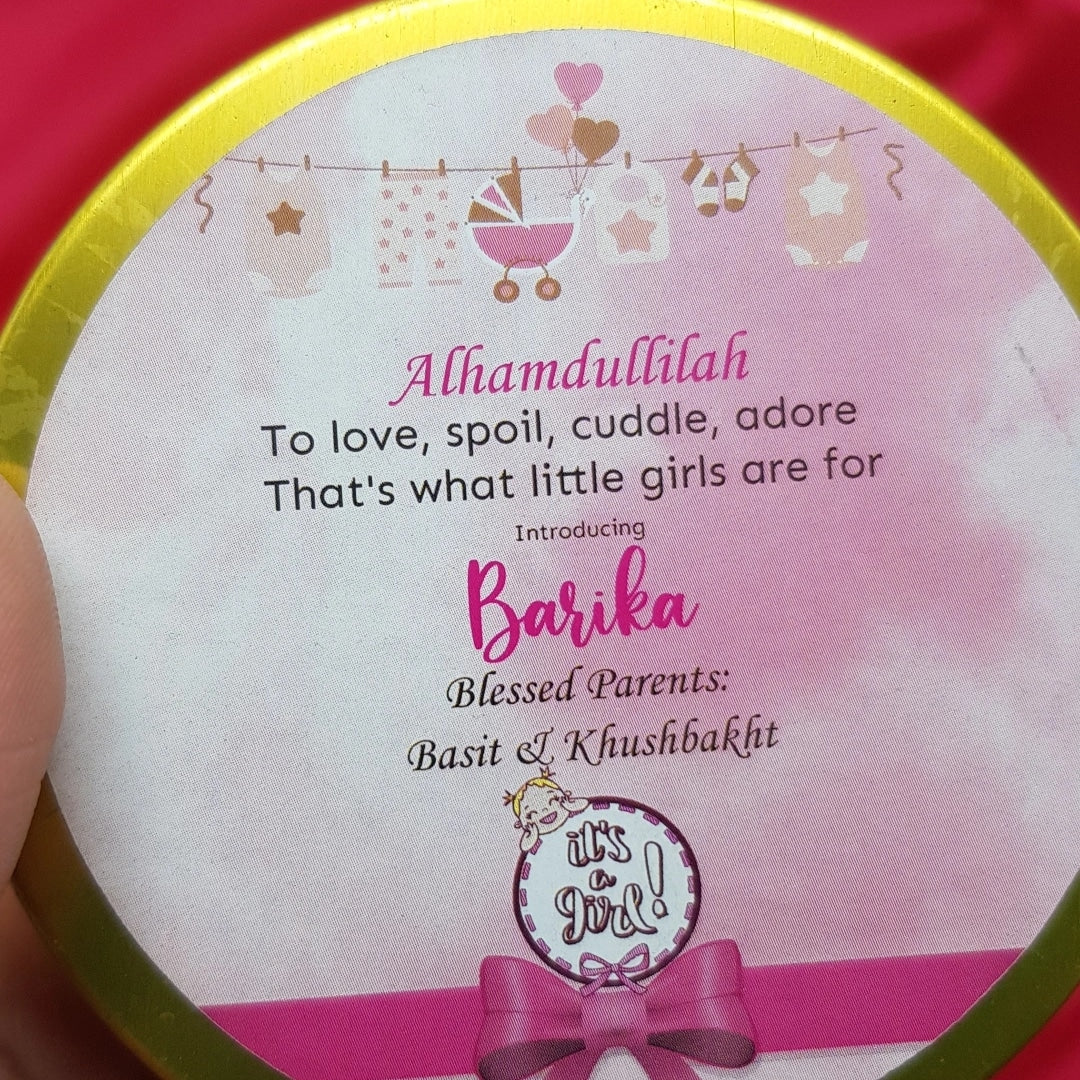 Alhamdullilah
To love, spoil, cuddle, adore
That's what little girls are for
Introducing
Barika
Blessed Parents:
Basit & Khushbakht
it's
a
girl!